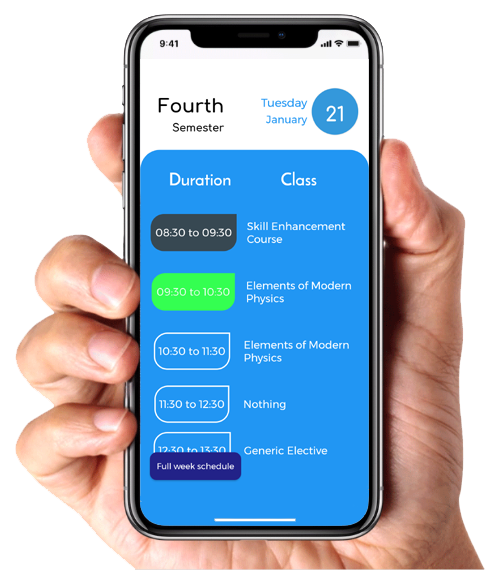 9:41
Fourth
Semester
Tuesday
January
21
Duration Class
08:30 to 09:30 Skill Enhancement
Course
09:30 to 10:30 Elements of Modern
Physics
10:30 to 11:30 Elements of Modern
Physics
11:30 to 12:30 Nothing
12:30 to 13:30 Generic Elective
Full week schedule